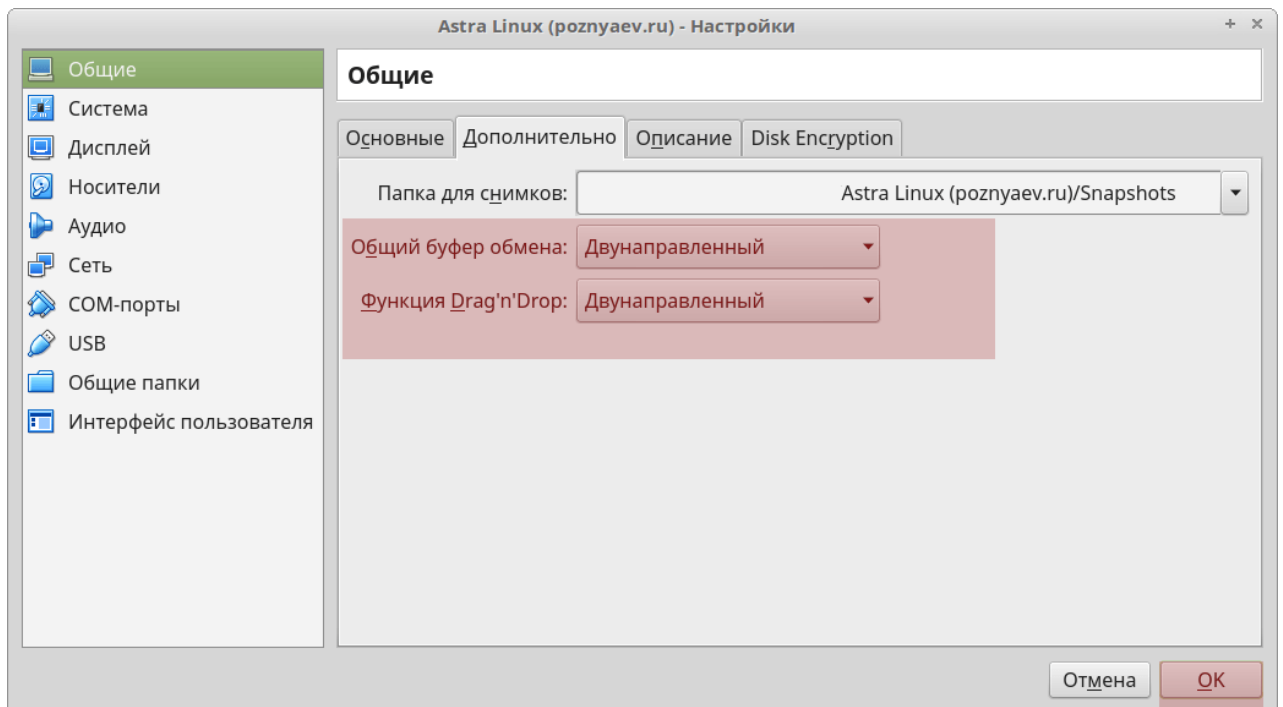 Astra Linux (poznyaev.ru) - Настройки
Общие
Система
Дисплей
Носители
Аудио
Сеть
COM-порты
USB
Общие папки
Интерфейс пользователя
Общие
Основные Дополнительно Описание Disk Encryption
Папка для снимков: Astra Linux (poznyaev.ru)/Snapshots
Общий буфер обмена: Двунаправленный
Функция Drag'n'Drop: Двунаправленный
Отмена OK